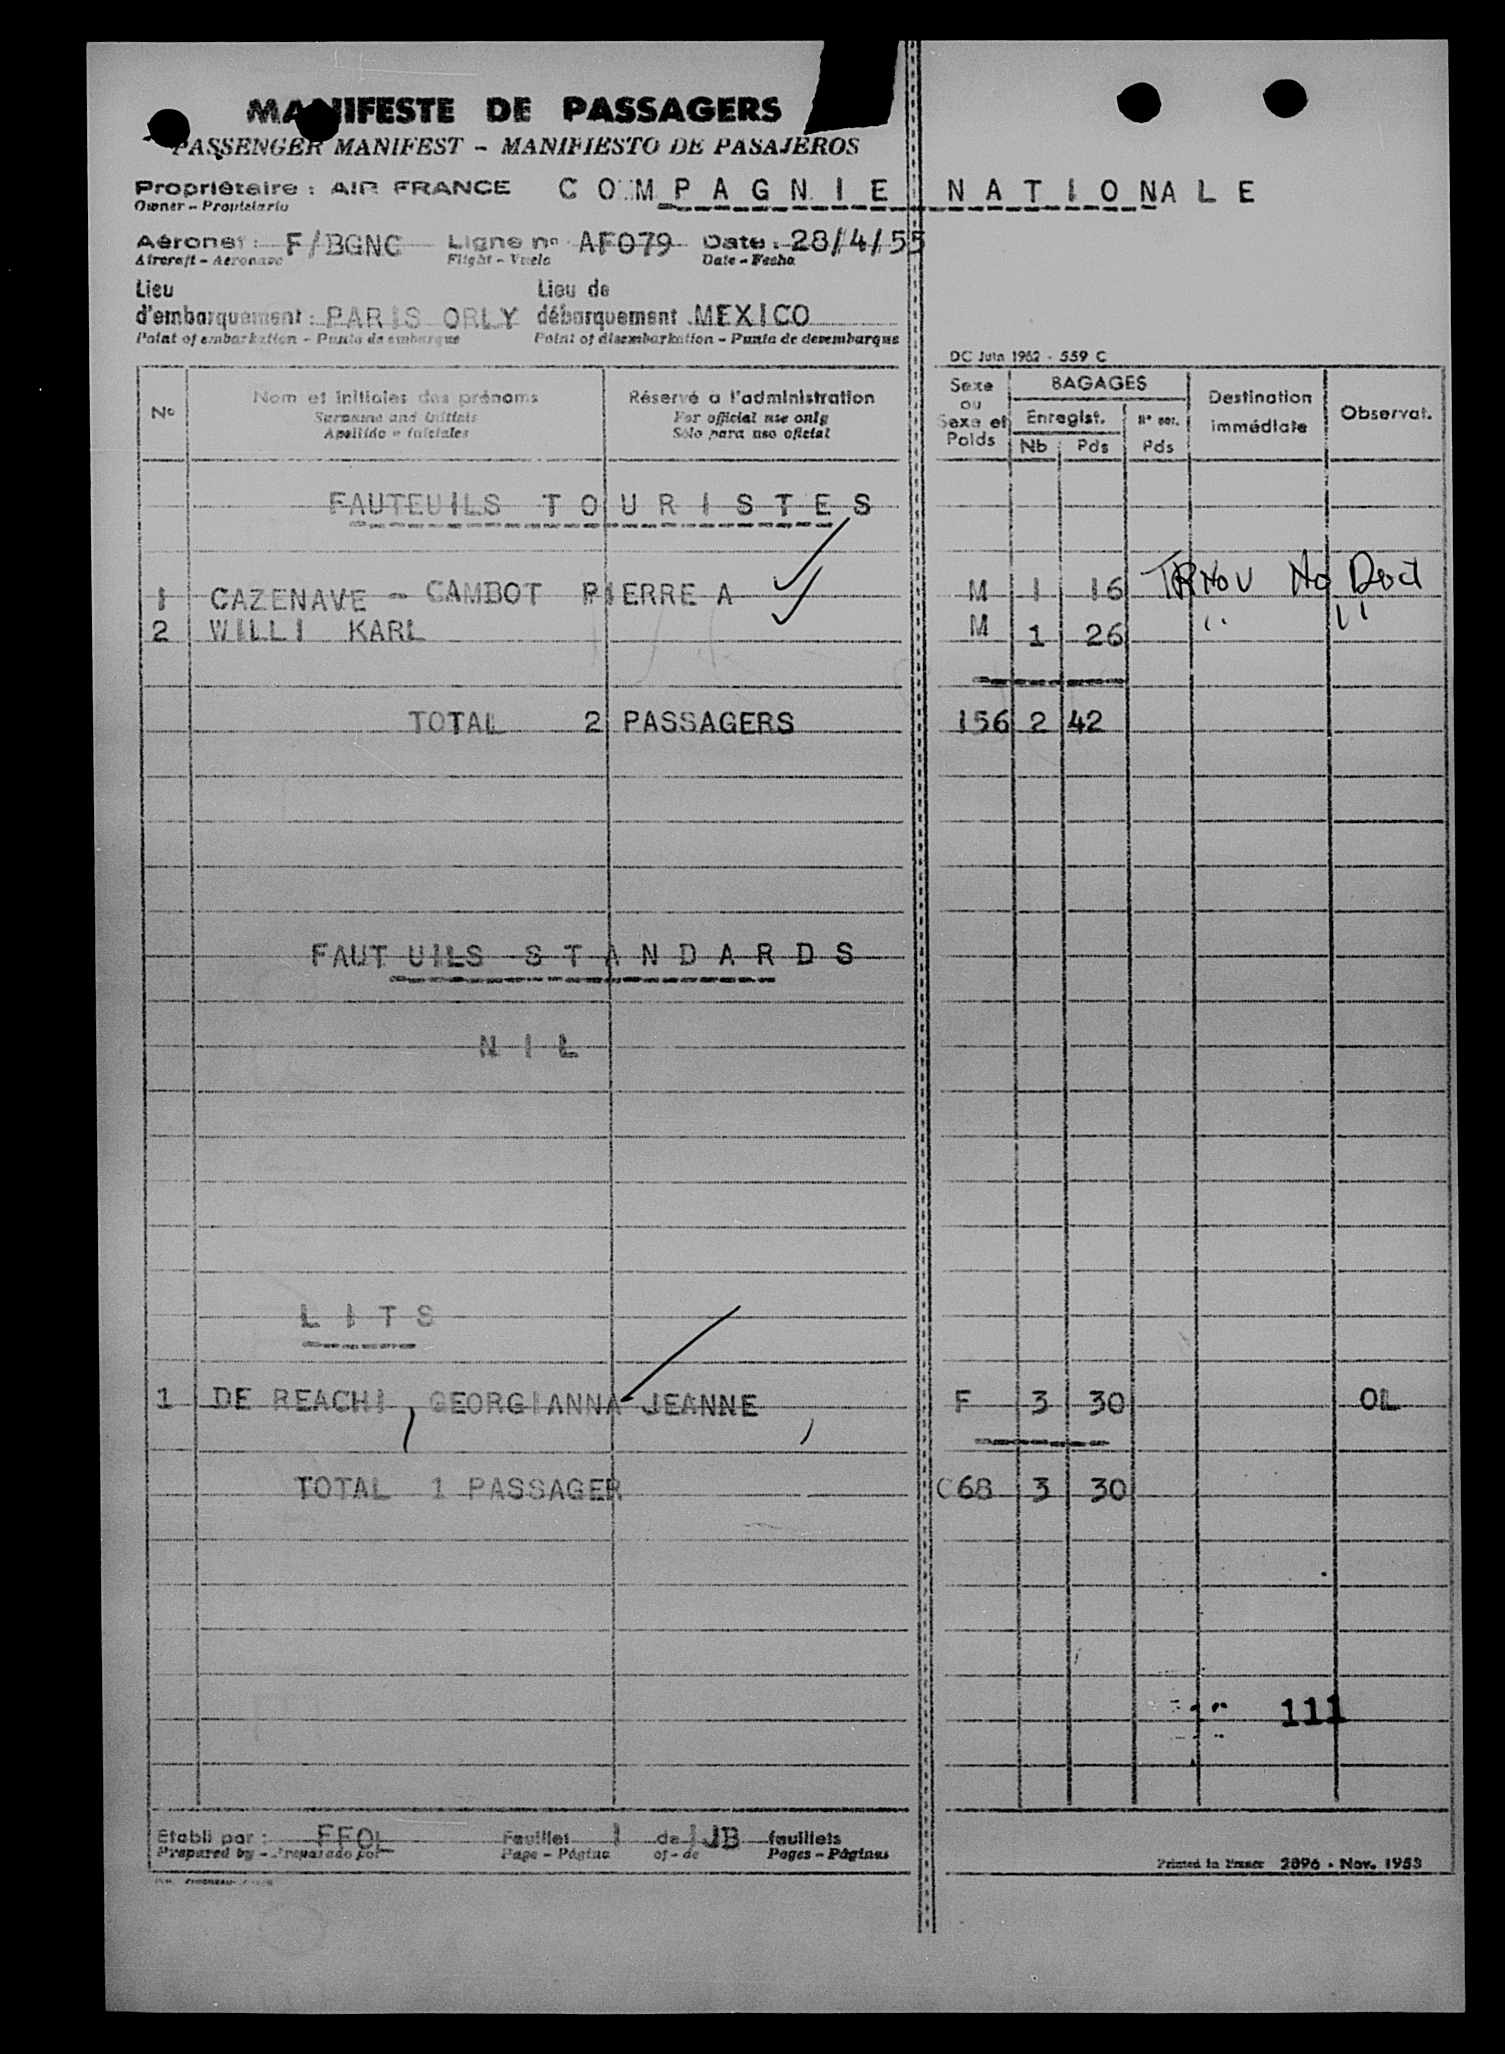 MANIFESTE DE PASSAGERS
PASSENGER MANIFEST - MANIFIESTO DE PASAJEROS
Propriétaire : AIR FRANCE COMPAGNIE NATIONALE
Owner - Propietario
Aéronef : F/BGNC Ligne nº AF079 Date : 28/4/55
Aircraft - Aeronave Flight - Vuelo Date - Fecha
Lieu d'embarquement : PARIS ORLY Lieu de débarquement MEXICO
Point of embarkation - Punto de embarque Point of disembarkation - Punto de desembarque
DC Juin 1952 - 559 C
Nº Nom et initiales des prénoms Réservé à l'administration Sexe ou Sexe et Poids BAGAGES Destination immédiate Observat.
Surname and initials For official use only Enregist. Nº enr.
Apellido e iniciales Sólo para uso oficial Nb Pds Pds
FAUTEUILS TOURISTES
1 CAZENAVE - CAMBOT PIERRE A M 1 16 No
2 WILLI KARL M 1 26 " "
TOTAL 2 PASSAGERS 156 2 42
FAUT UILS STANDARDS
NIL
LITS
1 DE REACHI, GEORGIANNA JEANNE F 3 30 OL
TOTAL 1 PASSAGER C68 3 30
111
Etabli par : FFOL Feuillet 1 de 1JB feuillets
Prepared by - Preparado por Page - Página of - de Pages - Páginas
Printed in France 2896 - Nov. 1953